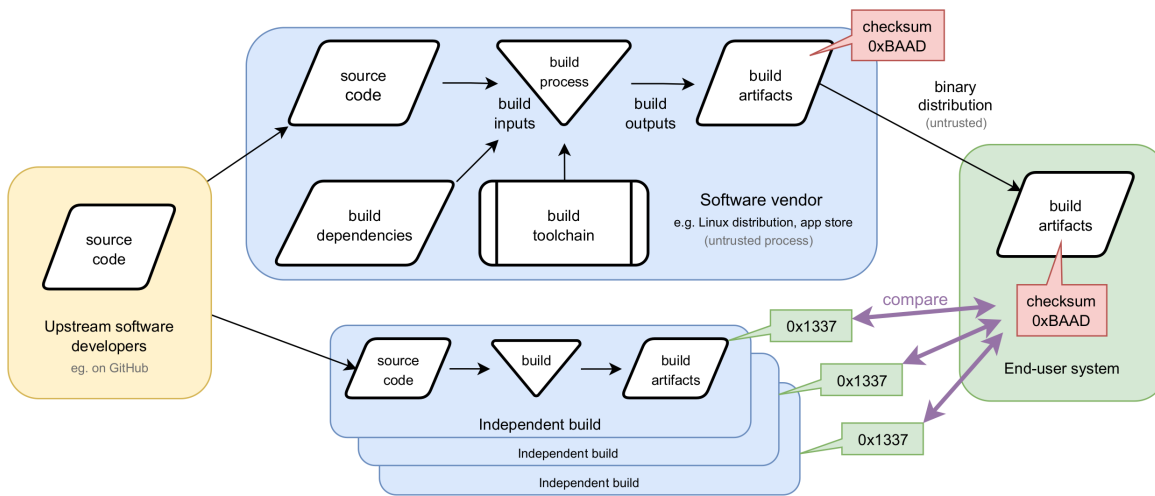 source
code
Upstream software
developers
eg. on GitHub
source
code
build
inputs
build
process
build
outputs
build
artifacts
checksum
0xBAAD
build
dependencies
build
toolchain
Software vendor
e.g. Linux distribution, app store
(untrusted process)
binary
distribution
(untrusted)
build
artifacts
checksum
0xBAAD
End-user system
compare
source
code
build
build
artifacts
0x1337
Independent build
0x1337
Independent build
0x1337
Independent build